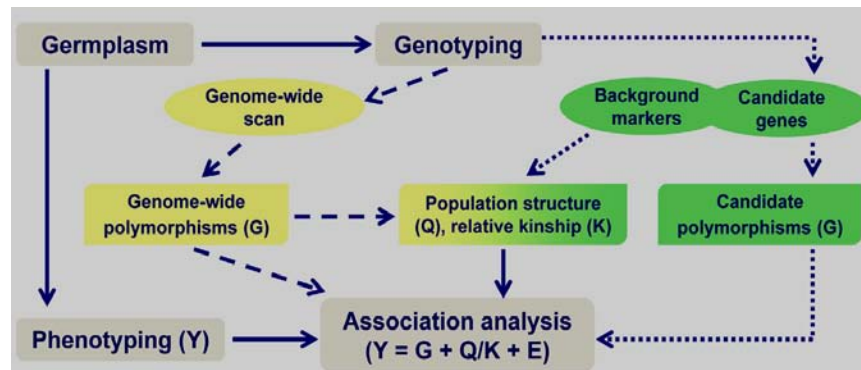 Germplasm
Genotyping
Genome-wide
scan
Background
markers
Candidate
genes
Genome-wide
polymorphisms (G)
Population structure
(Q), relative kinship (K)
Candidate
polymorphisms (G)
Phenotyping (Y)
Association analysis
(Y = G + Q/K + E)